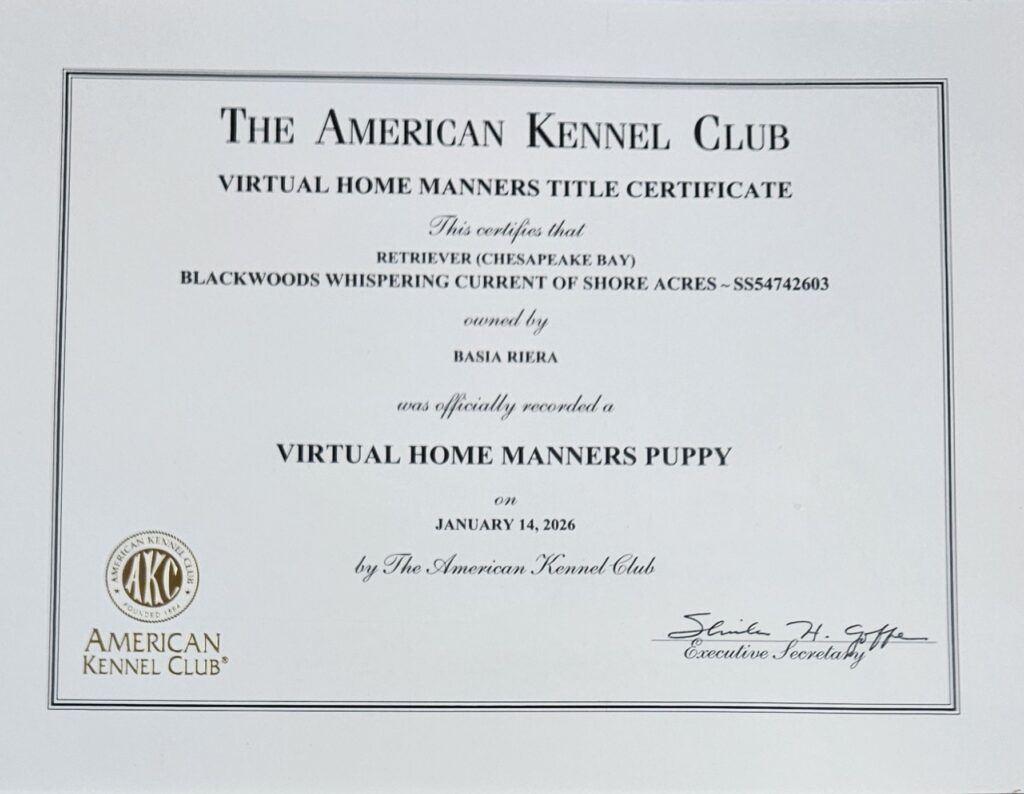 THE AMERICAN KENNEL CLUB
VIRTUAL HOME MANNERS TITLE CERTIFICATE
This certifies that
RETRIEVER (CHESAPEAKE BAY)
BLACKWOODS WHISPERING CURRENT OF SHORE ACRES ~ SS54742603
owned by
BASIA RIERA
was officially recorded a
VIRTUAL HOME MANNERS PUPPY
on
JANUARY 14, 2026
by The American Kennel Club
AMERICAN KENNEL CLUB
AKC
FOUNDED 1884
AMERICAN
KENNEL CLUB®
H.
Executive Secretary